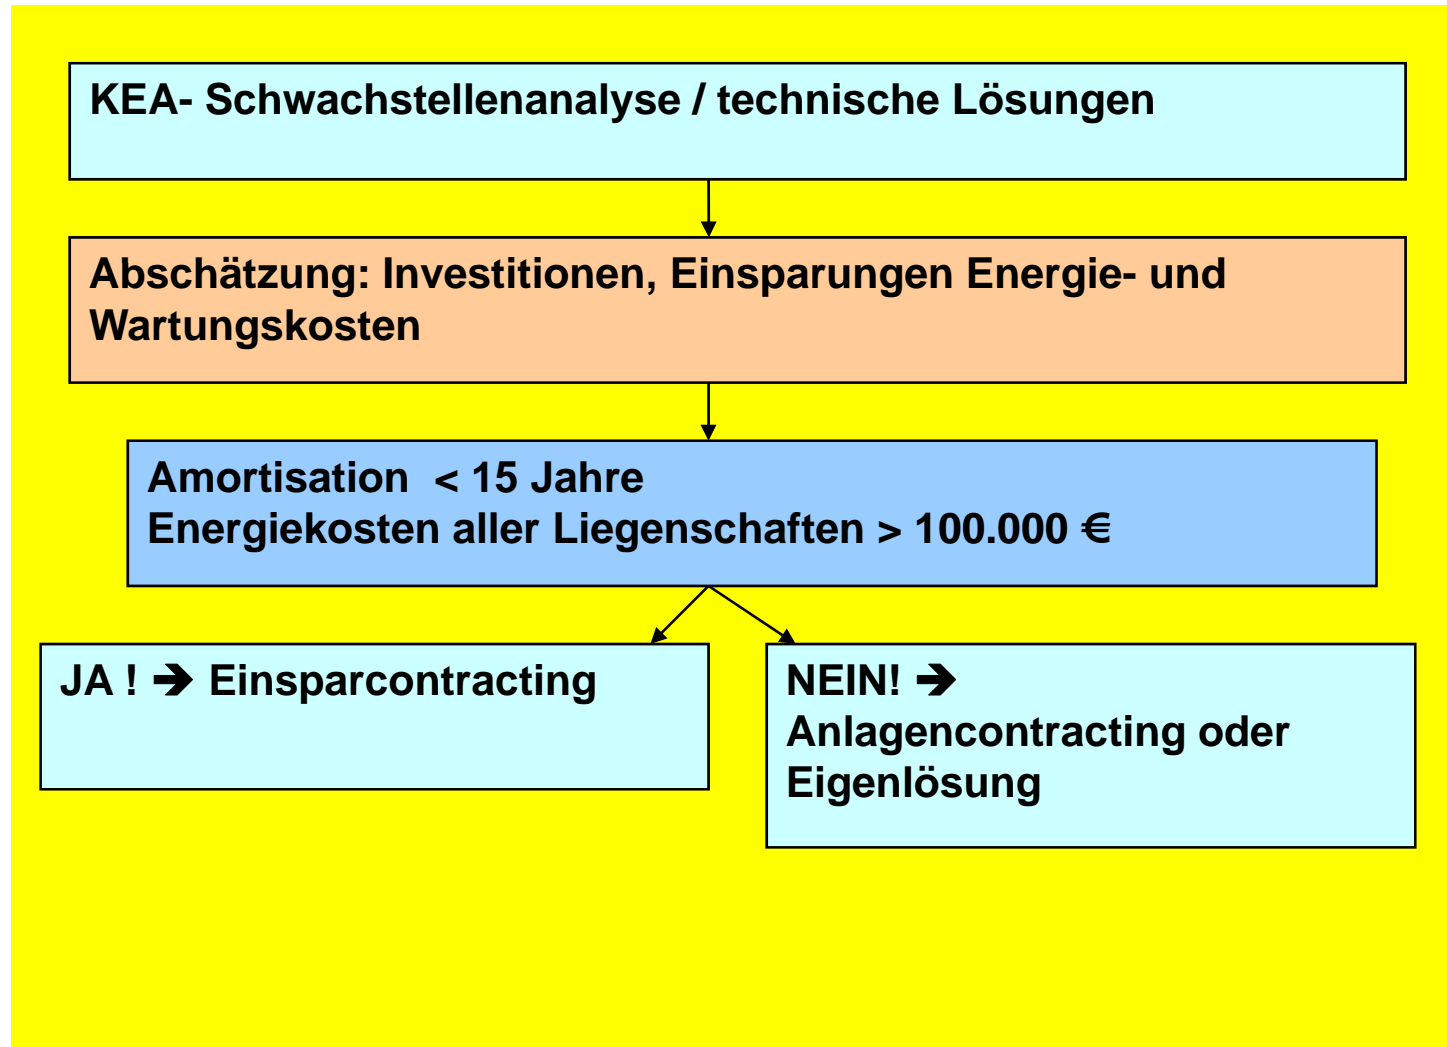 KEA- Schwachstellenanalyse / technische Lösungen
Abschätzung: Investitionen, Einsparungen Energie- und
Wartungskosten
Amortisation  < 15 Jahre
Energiekosten aller Liegenschaften > 100.000 €
JA ! ➔ Einsparcontracting
NEIN! ➔
Anlagencontracting oder
Eigenlösung